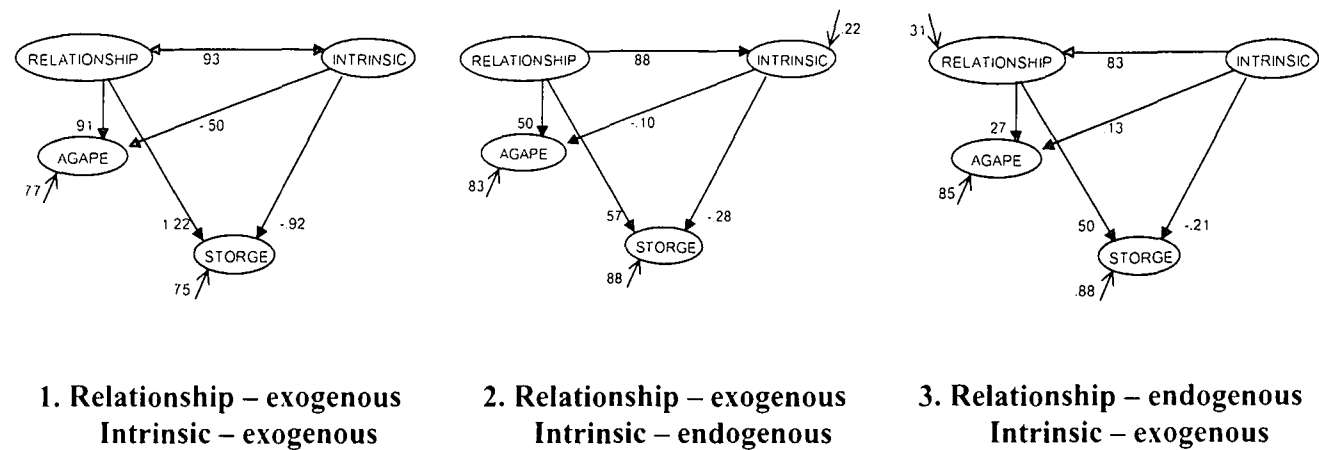 RELATIONSHIP 93 INTRINSIC
91 -.50
AGAPE
77
1 22 -.92
STORGE
75
1. Relationship – exogenous
Intrinsic – exogenous
.22
RELATIONSHIP 88 INTRINSIC
50 -.10
AGAPE
83
57 -.28
STORGE
88
2. Relationship – exogenous
Intrinsic – endogenous
31
RELATIONSHIP 83 INTRINSIC
27 13
AGAPE
85
50 -.21
STORGE
.88
3. Relationship – endogenous
Intrinsic – exogenous